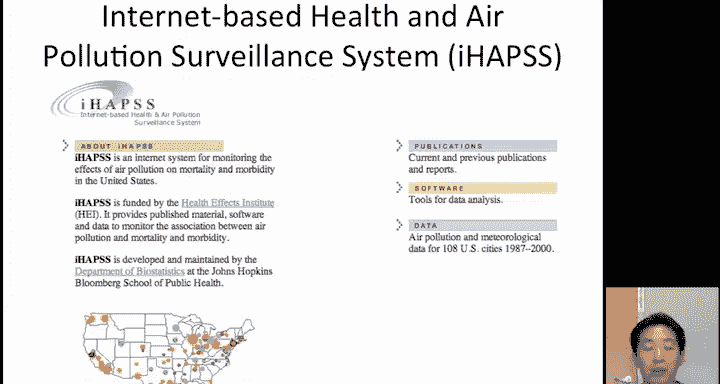 Internet-based Health and Air
Pollution Surveillance System (iHAPSS)
iHAPSS
Internet-based Health & Air Pollution
Surveillance System
ABOUT iHAPSS
iHAPSS is an internet system for monitoring the
effects of air pollution on mortality and morbidity
in the United States.
iHAPSS is funded by the Health Effects Institute
(HEI). It provides published material, software
and data to monitor the association between air
pollution and mortality and morbidity.
iHAPSS is developed and maintained by the
Department of Biostatistics at the Johns Hopkins
Bloomberg School of Public Health.
PUBLICATIONS
Current and previous publications
and reports.
SOFTWARE
Tools for data analysis.
DATA
Air pollution and meteorological
data for 108 U.S. cities 1987–2000.